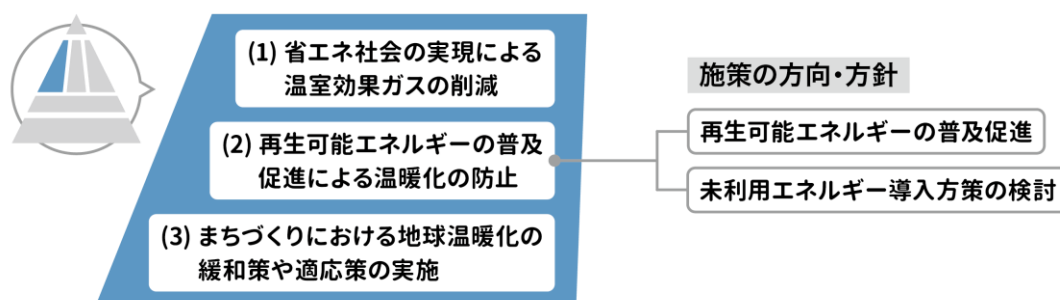 (1) 省エネ社会の実現による
温室効果ガスの削減
(2) 再生可能エネルギーの普及
促進による温暖化の防止
(3) まちづくりにおける地球温暖化の
緩和策や適応策の実施
施策の方向・方針
再生可能エネルギーの普及促進
未利用エネルギー導入方策の検討